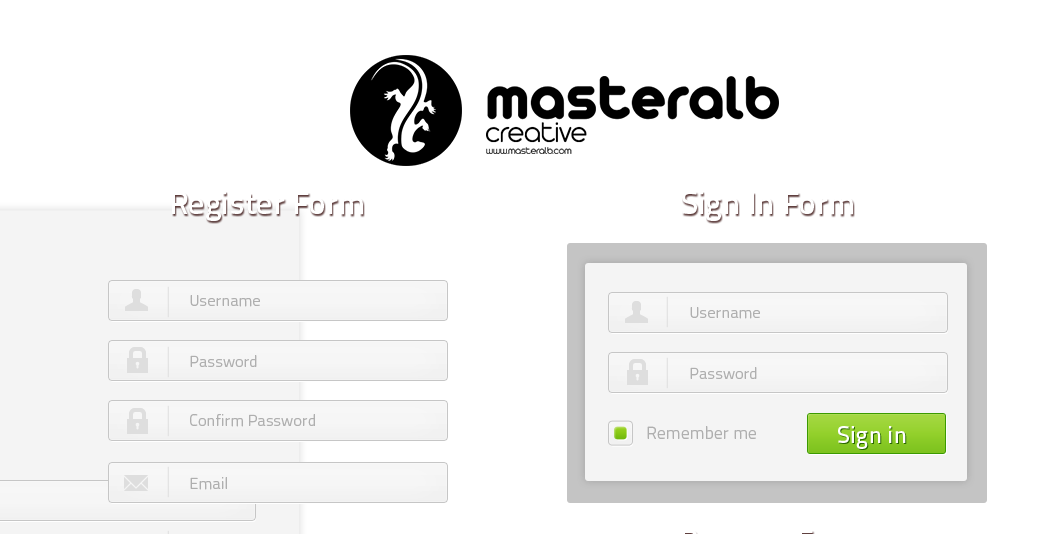 masteralb
creative
www.masteralb.com
Register Form
Sign In Form
Username
Password
Confirm Password
Email
Username
Password
Remember me
Sign in